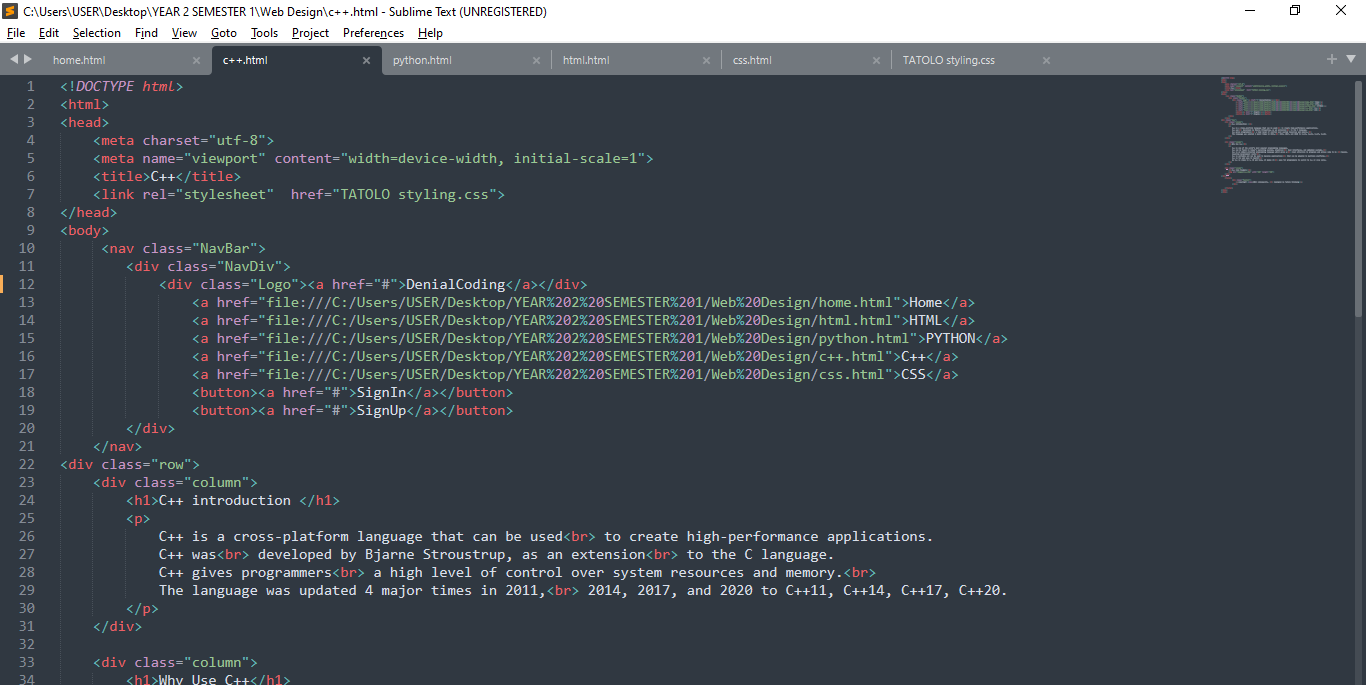 C:\Users\USER\Desktop\YEAR 2 SEMESTER 1\Web Design\c++.html - Sublime Text (UNREGISTERED)
File Edit Selection Find View Goto Tools Project Preferences Help
home.html × c++.html × python.html × html.html × css.html × TATOLO styling.css ×
1 <!DOCTYPE html>
2 <html>
3 <head>
4 <meta charset="utf-8">
5 <meta name="viewport" content="width=device-width, initial-scale=1">
6 <title>C++</title>
7 <link rel="stylesheet"  href="TATOLO styling.css">
8 </head>
9 <body>
10 <nav class="NavBar">
11 <div class="NavDiv">
12 <div class="Logo"><a href="#">DenialCoding</a></div>
13 <a href="file:///C:/Users/USER/Desktop/YEAR%202%20SEMESTER%201/Web%20Design/home.html">Home</a>
14 <a href="file:///C:/Users/USER/Desktop/YEAR%202%20SEMESTER%201/Web%20Design/html.html">HTML</a>
15 <a href="file:///C:/Users/USER/Desktop/YEAR%202%20SEMESTER%201/Web%20Design/python.html">PYTHON</a>
16 <a href="file:///C:/Users/USER/Desktop/YEAR%202%20SEMESTER%201/Web%20Design/c++.html">C++</a>
17 <a href="file:///C:/Users/USER/Desktop/YEAR%202%20SEMESTER%201/Web%20Design/css.html">CSS</a>
18 <button><a href="#">SignIn</a></button>
19 <button><a href="#">SignUp</a></button>
20 </div>
21 </nav>
22 <div class="row">
23 <div class="column">
24 <h1>C++ introduction </h1>
25 <p>
26 C++ is a cross-platform language that can be used<br> to create high-performance applications.
27 C++ was<br> developed by Bjarne Stroustrup, as an extension<br> to the C language.
28 C++ gives programmers<br> a high level of control over system resources and memory.<br>
29 The language was updated 4 major times in 2011,<br> 2014, 2017, and 2020 to C++11, C++14, C++17, C++20.
30 </p>
31 </div>
32
33 <div class="column">
34 <h1>Why Use C++</h1>